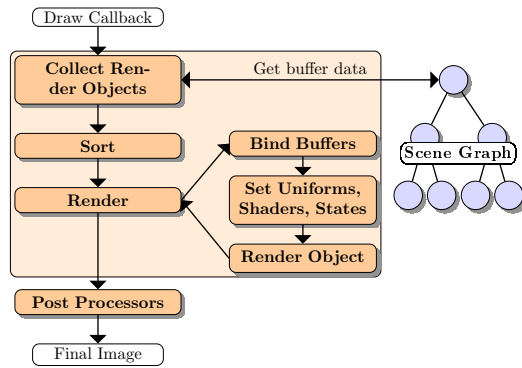 Draw Callback
Collect Ren-
der Objects
Get buffer data
Sort
Bind Buffers
Scene Graph
Render
Set Uniforms,
Shaders, States
Render Object
Post Processors
Final Image